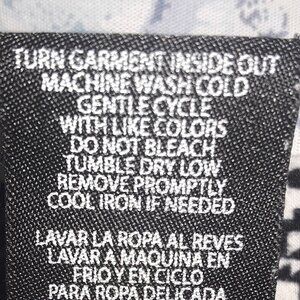 TURN GARMENT INSIDE OUT
MACHINE WASH COLD
GENTLE CYCLE
WITH LIKE COLORS
DO NOT BLEACH
TUMBLE DRY LOW
REMOVE PROMPTLY
COOL IRON IF NEEDED
LAVAR LA ROPA AL REVES
LAVAR A MAQUINA EN
FRIO Y EN CICLO
PARA ROPA DELICADA